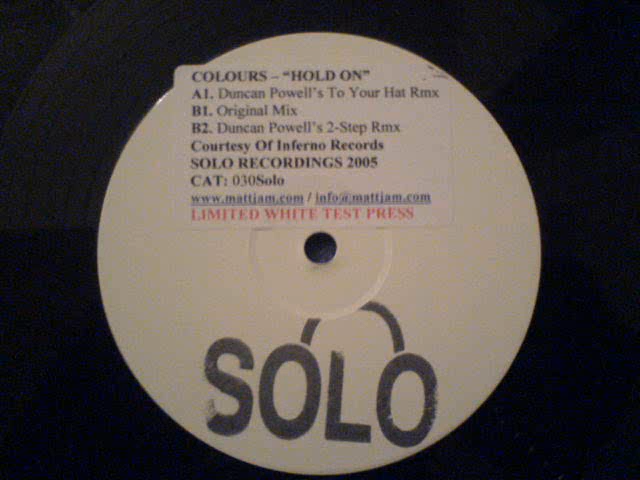 COLOURS – "HOLD ON"
A1. Duncan Powell's To Your Hat Rmx
B1. Original Mix
B2. Duncan Powell's 2-Step Rmx
Courtesy Of Inferno Records
SOLO RECORDINGS 2005
CAT: 030Solo
www.mattjam.com / info@mattjam.com
LIMITED WHITE TEST PRESS
SOLO